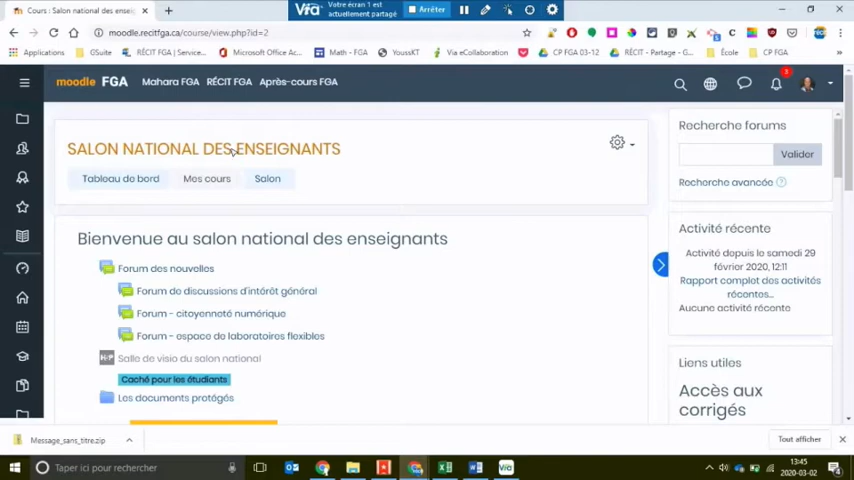 Cours : Salon national des ensei
Votre écran 1 est
actuellement partagé
Arrêter
moodle.recitfga.ca/course/view.php?id=2
Applications
GSuite
RÉCIT FGA | Service...
Microsoft Office Ac...
Math - FGA
YoussKT
Via eCollaboration
CP FGA 03-12
RÉCIT - Partage - G...
École
CP FGA
moodle FGA
Mahara FGA
RÉCIT FGA
Après-cours FGA
3
SALON NATIONAL DES ENSEIGNANTS
Tableau de bord
Mes cours
Salon
Bienvenue au salon national des enseignants
Forum des nouvelles
Forum de discussions d'intérêt général
Forum - citoyenneté numérique
Forum - espace de laboratoires flexibles
H-P
Salle de visio du salon national
Caché pour les étudiants
Les documents protégés
Recherche forums
Valider
Recherche avancée
Activité récente
Activité depuis le samedi 29
février 2020, 12:11
Rapport complet des activités
récentes...
Aucune activité récente
Liens utiles
Accès aux
corrigés
Message_sans_titre.zip
Tout afficher
Taper ici pour rechercher
13:45
2020-03-02
4